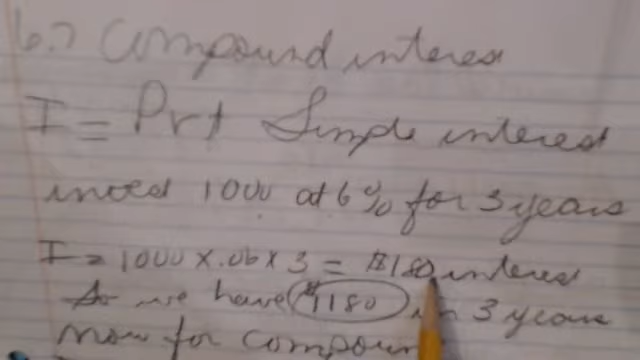 6.7 Compound interes
I = Prt Simple interest
invest 1000 at 6% for 3 years
I = 1000 x .06 x 3 = $180 interest
So we have $1180 in 3 years
Now for compoun